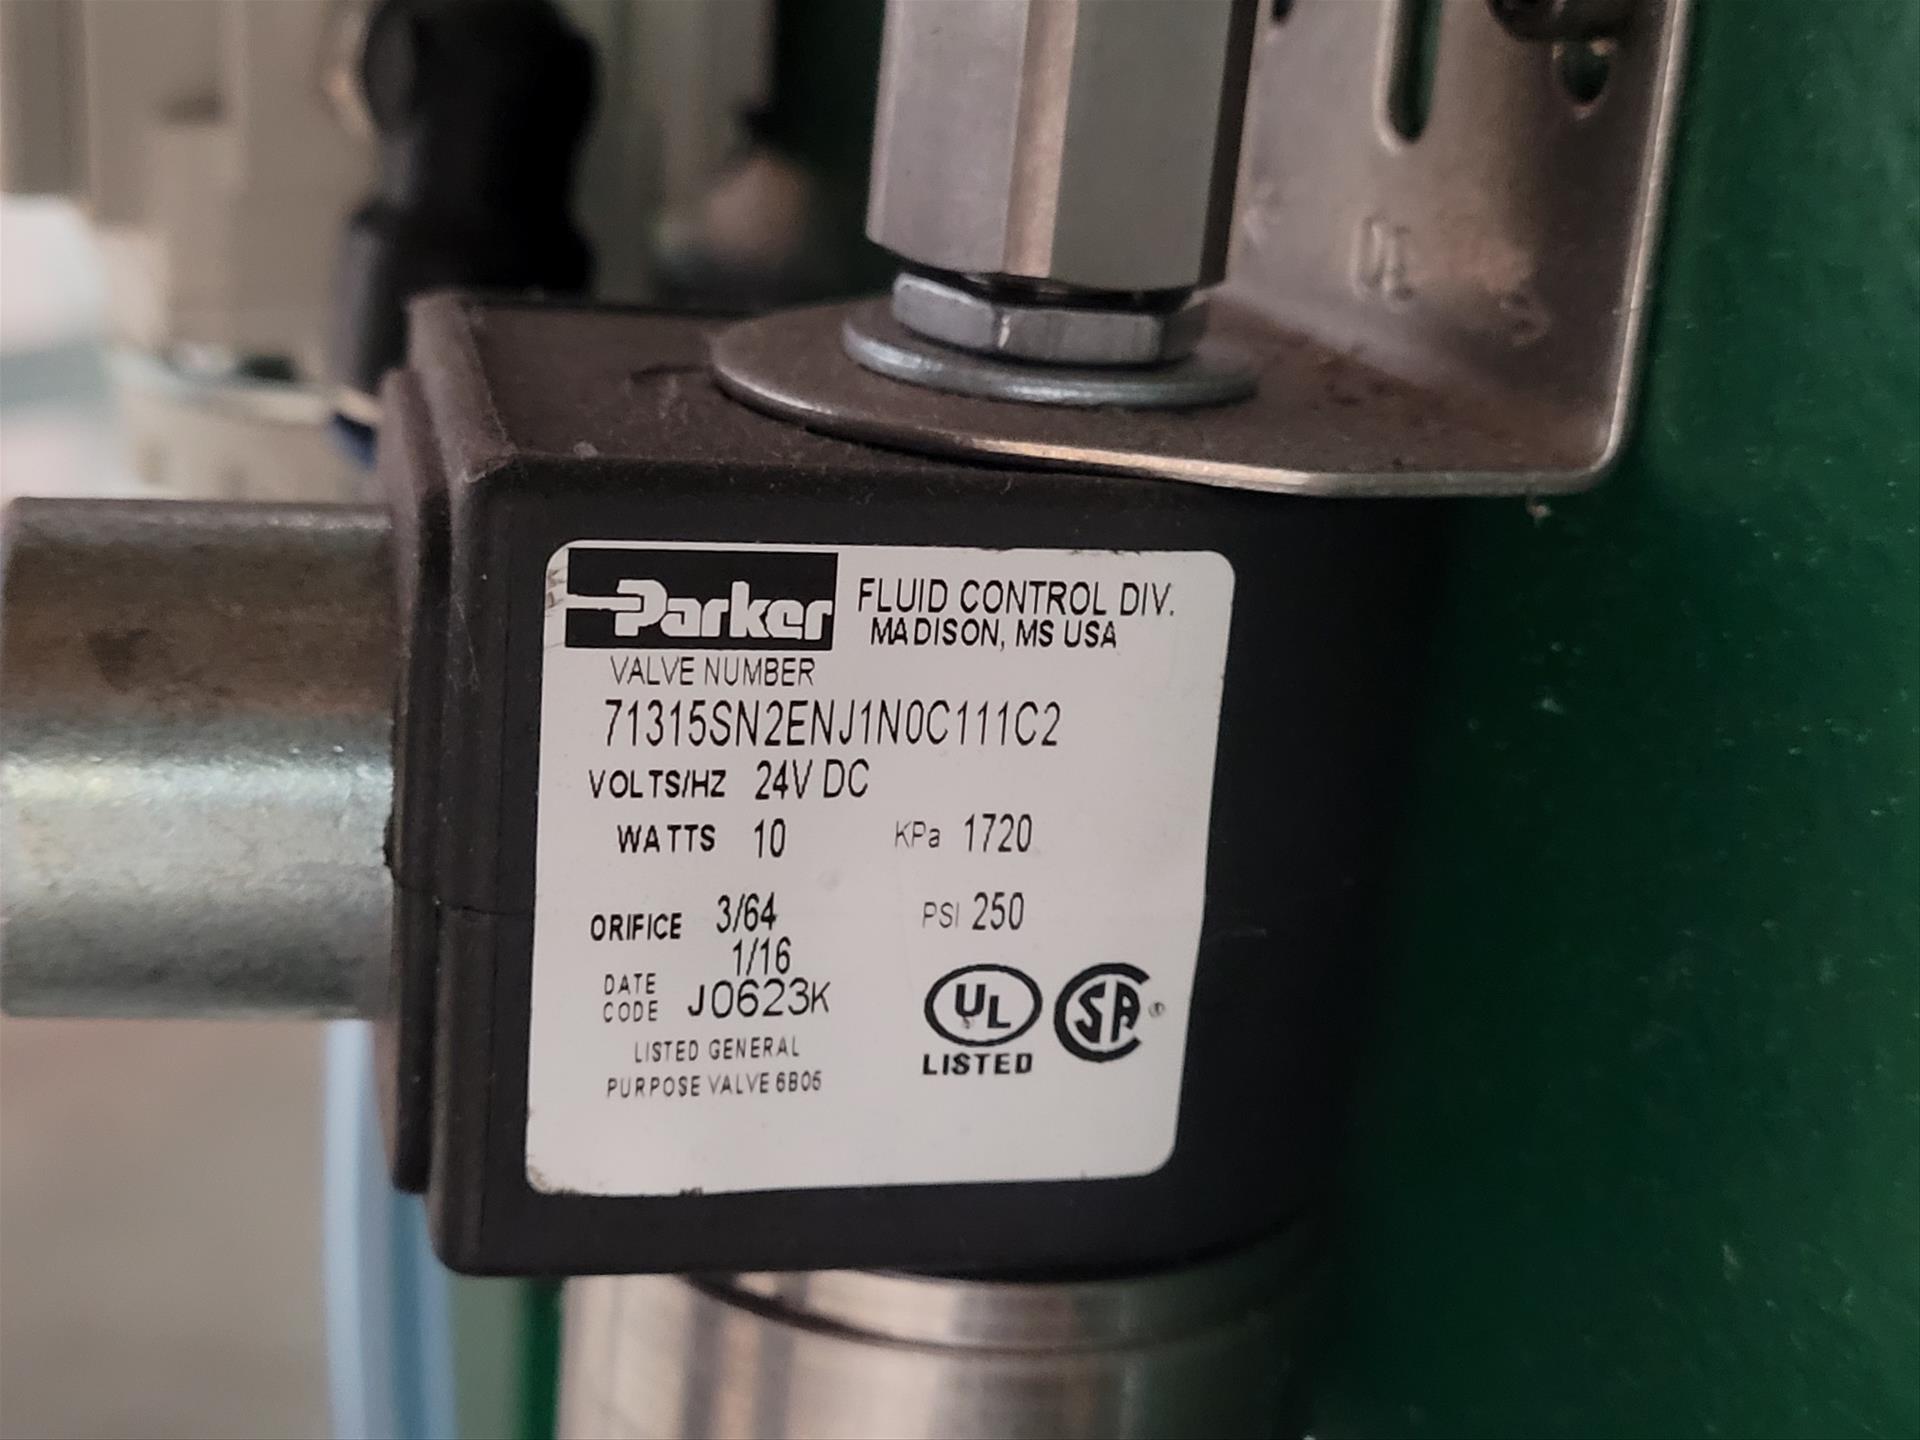 Parker
FLUID CONTROL DIV.
MADISON, MS USA
VALVE NUMBER
71315SN2ENJ1N0C111C2
VOLTS/HZ 24V DC
WATTS 10 KPa 1720
ORIFICE 3/64 PSI 250
1/16
DATE CODE J0623K
LISTED GENERAL
PURPOSE VALVE 6B05
UL
LISTED
SA ®